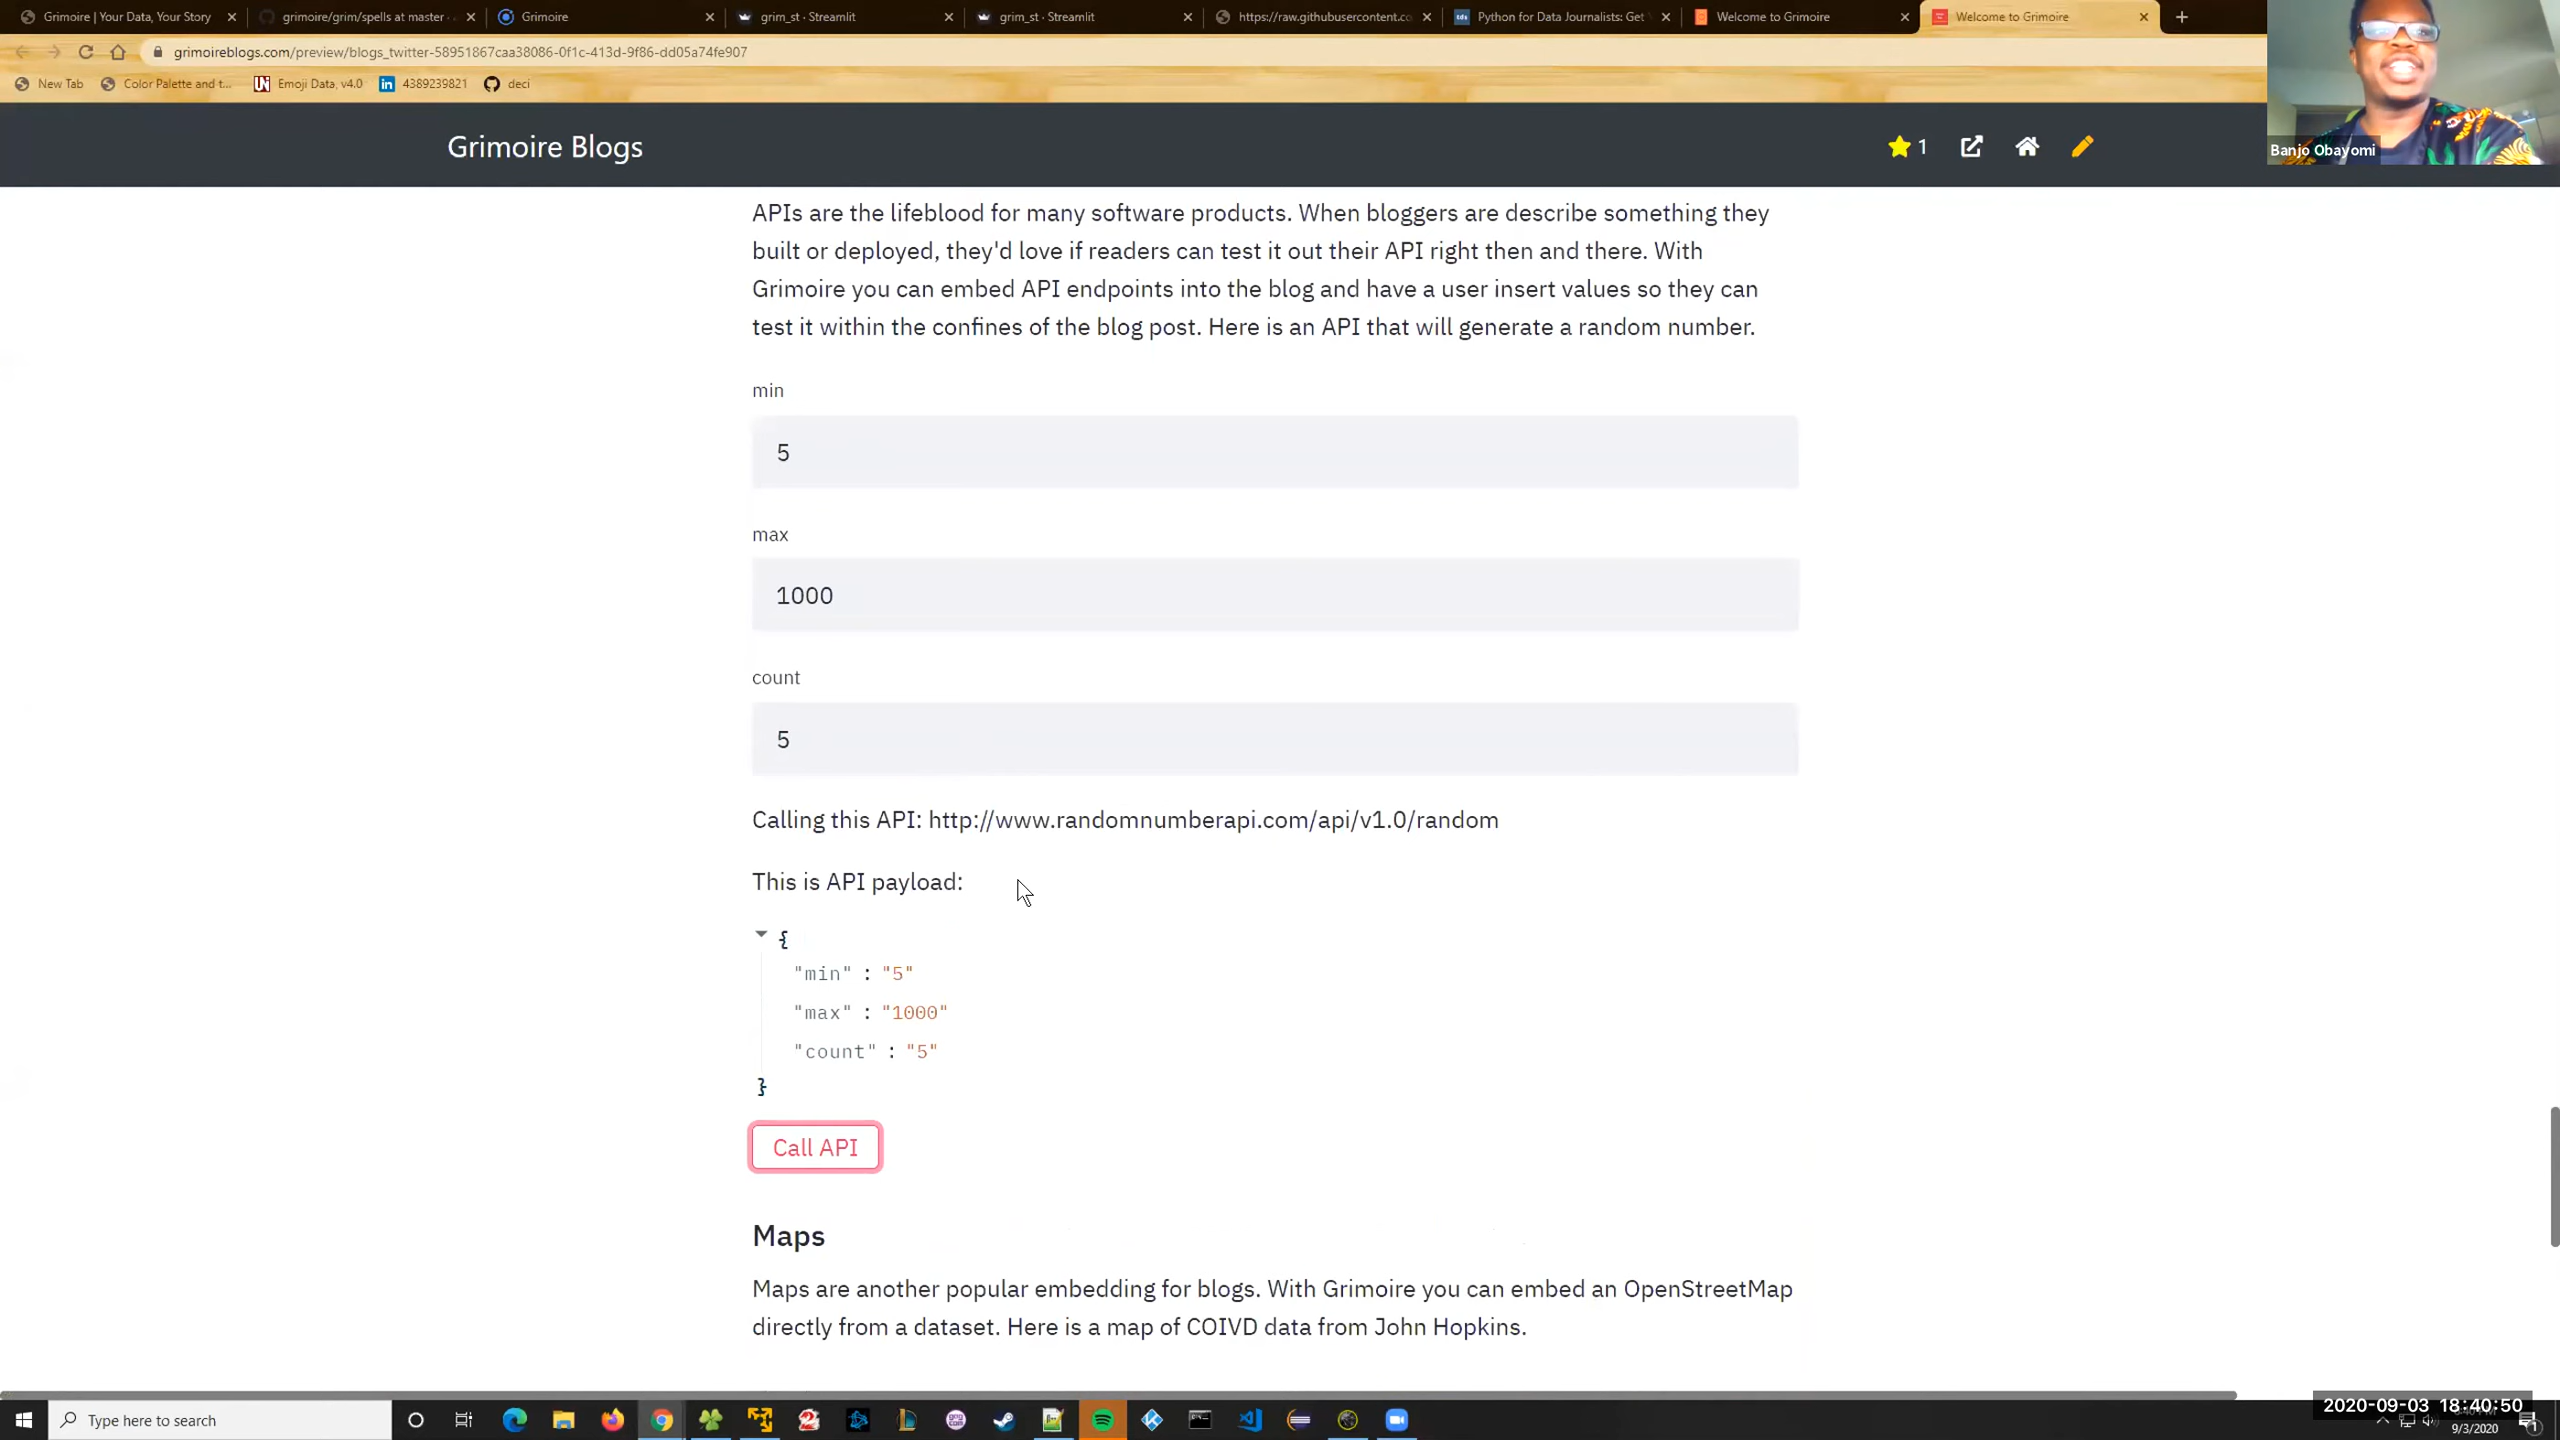 Grimoire | Your Data, Your Story
grimoire/grim/spells at master ·
Grimoire
grim_st · Streamlit
grim_st · Streamlit
https://raw.githubusercontent.co
Python for Data Journalists: Get
Welcome to Grimoire
Welcome to Grimoire
grimoireblogs.com/preview/blogs_twitter-58951867caa38086-0f1c-413d-9f86-dd05a74fe907
New Tab
Color Palette and t...
Emoji Data, v4.0
4389239821
deci
Banjo Obayomi
Grimoire Blogs
1
APIs are the lifeblood for many software products. When bloggers are describe something they
built or deployed, they'd love if readers can test it out their API right then and there. With
Grimoire you can embed API endpoints into the blog and have a user insert values so they can
test it within the confines of the blog post. Here is an API that will generate a random number.
min
5
max
1000
count
5
Calling this API: http://www.randomnumberapi.com/api/v1.0/random
This is API payload:
{
"min" : "5"
"max" : "1000"
"count" : "5"
}
Call API
Maps
Maps are another popular embedding for blogs. With Grimoire you can embed an OpenStreetMap
directly from a dataset. Here is a map of COIVD data from John Hopkins.
Type here to search
2020-09-03 18:40:50
9/3/2020